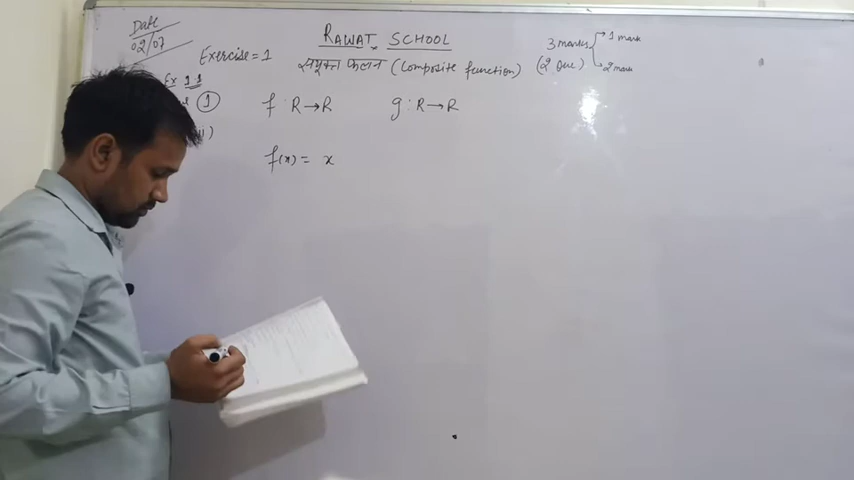 Date
02/07
RAWAT SCHOOL
Exercise = 1
संयुक्त फलन (Composite function)
(2 Que)
3 marks
1 mark
2 mark
Ex 1.1
1
f : R→R
g : R→R
f(x) = x